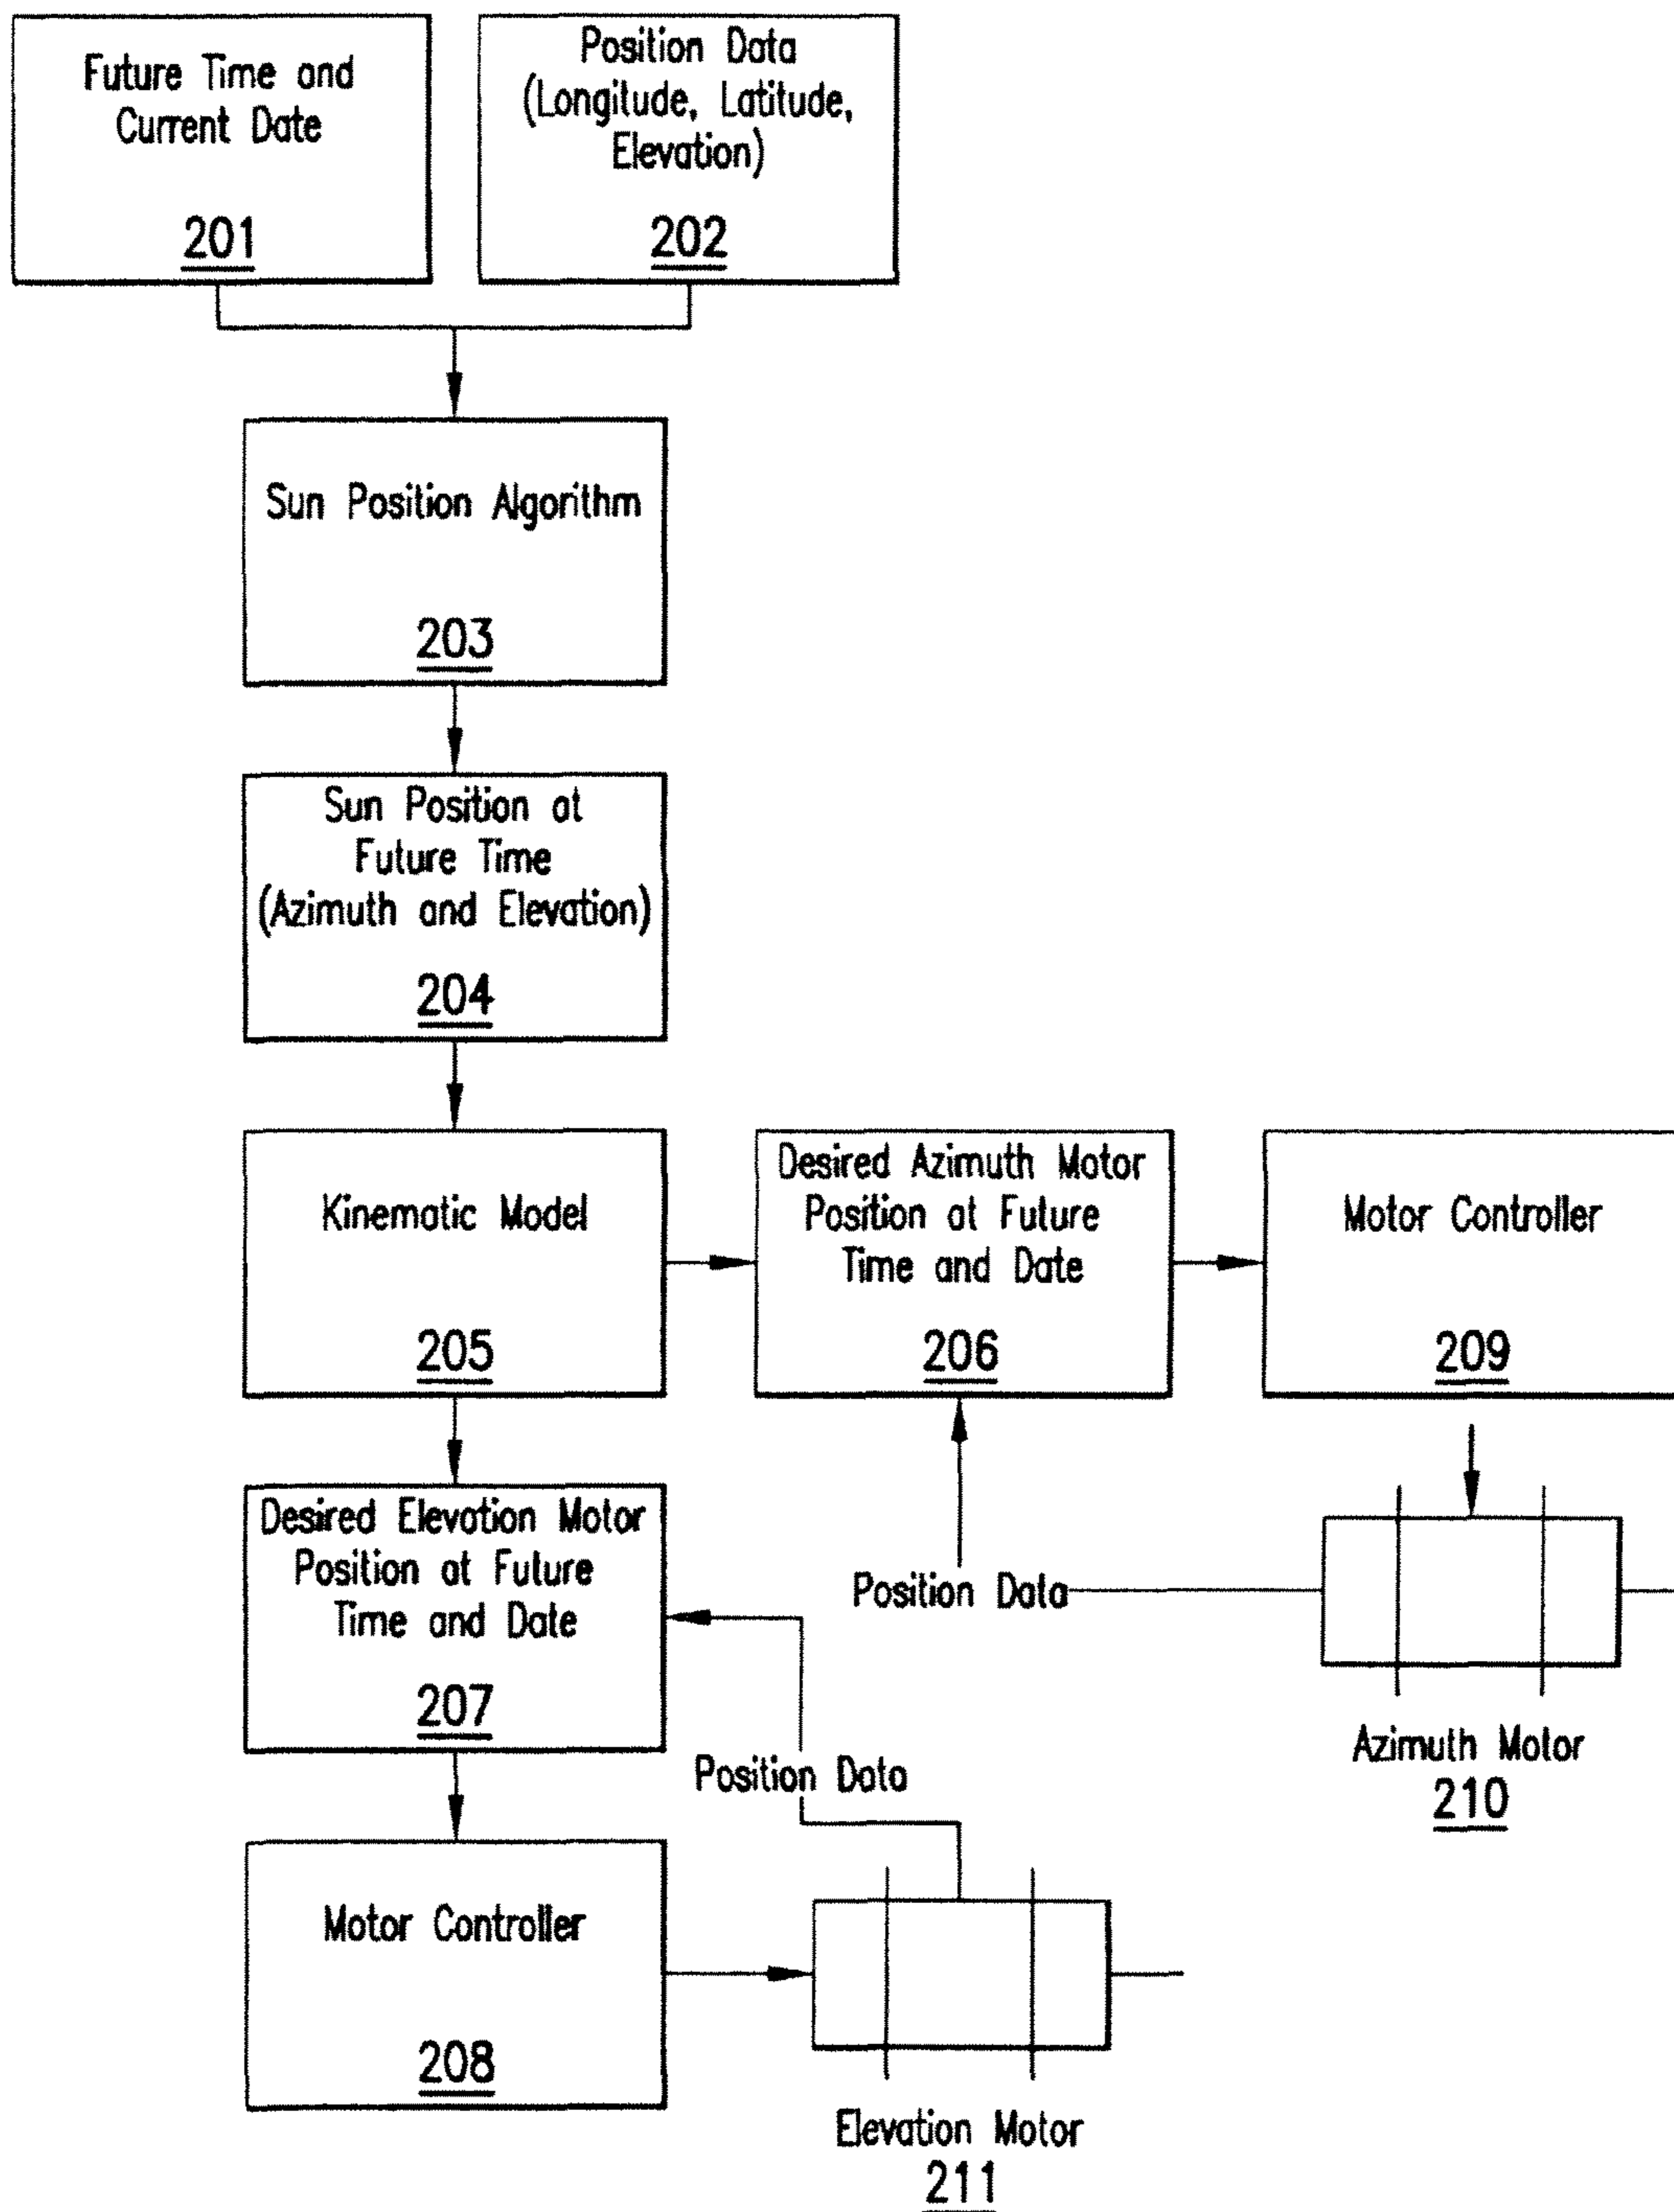 Future Time and
Current Date
201
Position Data
(Longitude, Latitude,
Elevation)
202
Sun Position Algorithm
203
Sun Position at
Future Time
(Azimuth and Elevation)
204
Kinematic Model
205
Desired Azimuth Motor
Position at Future
Time and Date
206
Motor Controller
209
Desired Elevation Motor
Position at Future
Time and Date
207
Position Data
Azimuth Motor
210
Position Data
Motor Controller
208
Elevation Motor
211